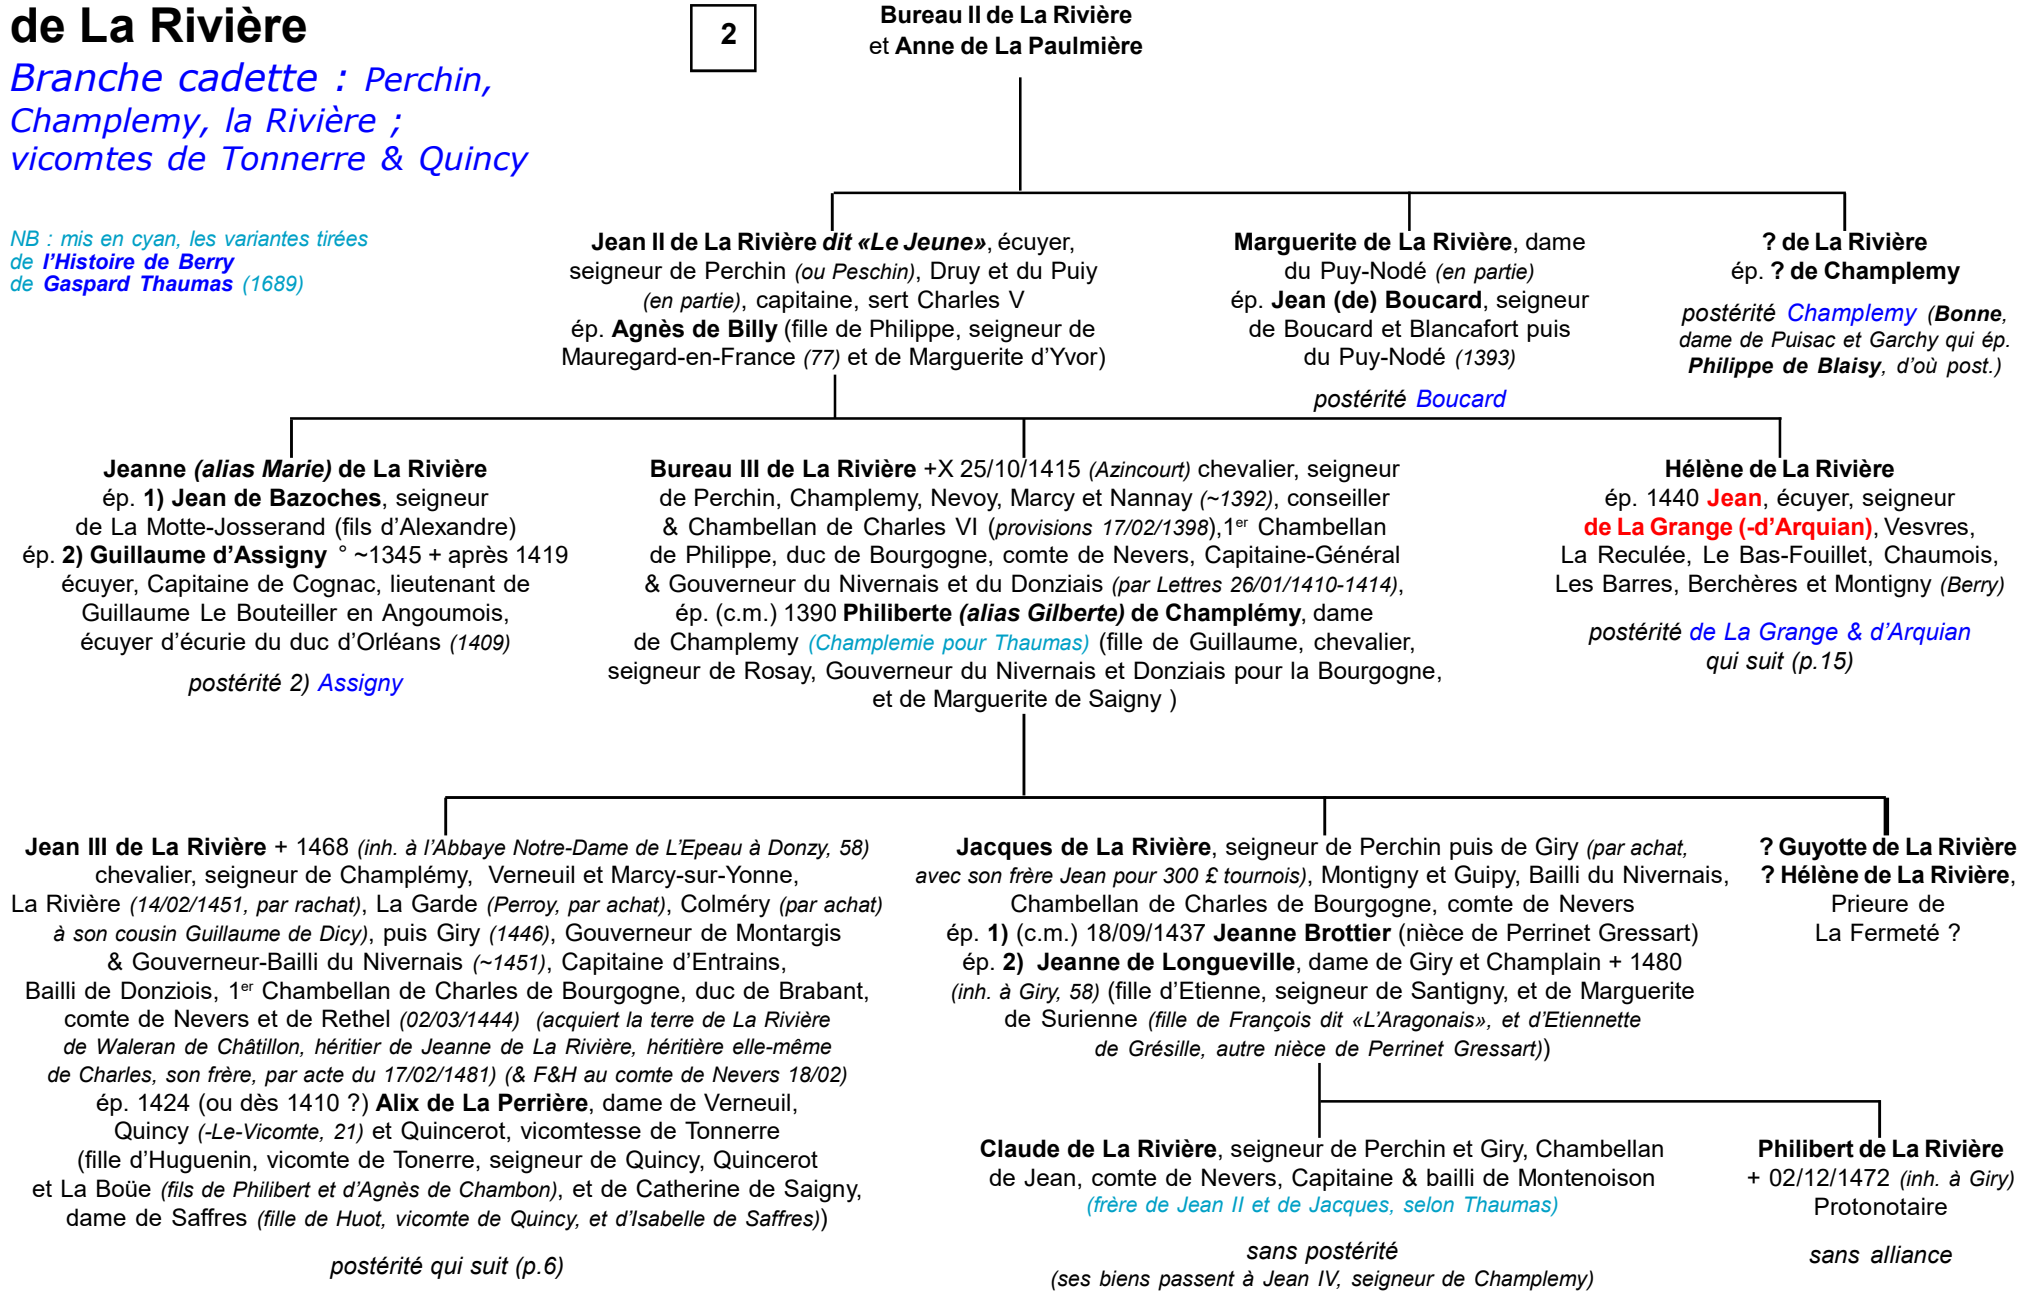 de La Rivière
Branche cadette : Perchin,
Champlemy, la Rivière ;
vicomtes de Tonnerre & Quincy
NB : mis en cyan, les variantes tirées
de l'Histoire de Berry
de Gaspard Thaumas (1689)
2
Bureau II de La Rivière
et Anne de La Paulmière
Jean II de La Rivière dit «Le Jeune», écuyer,
seigneur de Perchin (ou Peschin), Druy et du Puiy
(en partie), capitaine, sert Charles V
ép. Agnès de Billy (fille de Philippe, seigneur de
Mauregard-en-France (77) et de Marguerite d'Yvor)
Marguerite de La Rivière, dame
du Puy-Nodé (en partie)
ép. Jean (de) Boucard, seigneur
de Boucard et Blancafort puis
du Puy-Nodé (1393)
postérité Boucard
? de La Rivière
ép. ? de Champlemy
postérité Champlemy (Bonne,
dame de Puisac et Garchy qui ép.
Philippe de Blaisy, d'où post.)
Jeanne (alias Marie) de La Rivière
ép. 1) Jean de Bazoches, seigneur
de La Motte-Josserand (fils d'Alexandre)
ép. 2) Guillaume d'Assigny ° ~1345 + après 1419
écuyer, Capitaine de Cognac, lieutenant de
Guillaume Le Bouteiller en Angoumois,
écuyer d'écurie du duc d'Orléans (1409)
postérité 2) Assigny
Bureau III de La Rivière +X 25/10/1415 (Azincourt) chevalier, seigneur
de Perchin, Champlemy, Nevoy, Marcy et Nannay (~1392), conseiller
& Chambellan de Charles VI (provisions 17/02/1398),1er Chambellan
de Philippe, duc de Bourgogne, comte de Nevers, Capitaine-Général
& Gouverneur du Nivernais et du Donziais (par Lettres 26/01/1410-1414),
ép. (c.m.) 1390 Philiberte (alias Gilberte) de Champlémy, dame
de Champlemy (Champlemie pour Thaumas) (fille de Guillaume, chevalier,
seigneur de Rosay, Gouverneur du Nivernais et Donziais pour la Bourgogne,
et de Marguerite de Saigny )
Hélène de La Rivière
ép. 1440 Jean, écuyer, seigneur
de La Grange (-d'Arquian), Vesvres,
La Reculée, Le Bas-Fouillet, Chaumois,
Les Barres, Berchères et Montigny (Berry)
postérité de La Grange & d'Arquian
qui suit (p.15)
Jean III de La Rivière + 1468 (inh. à l'Abbaye Notre-Dame de L'Epeau à Donzy, 58)
chevalier, seigneur de Champlémy, Verneuil et Marcy-sur-Yonne,
La Rivière (14/02/1451, par rachat), La Garde (Perroy, par achat), Colméry (par achat)
à son cousin Guillaume de Dicy), puis Giry (1446), Gouverneur de Montargis
& Gouverneur-Bailli du Nivernais (~1451), Capitaine d'Entrains,
Bailli de Donziois, 1er Chambellan de Charles de Bourgogne, duc de Brabant,
comte de Nevers et de Rethel (02/03/1444) (acquiert la terre de La Rivière
de Waleran de Châtillon, héritier de Jeanne de La Rivière, héritière elle-même
de Charles, son frère, par acte du 17/02/1481) (& F&H au comte de Nevers 18/02)
ép. 1424 (ou dès 1410 ?) Alix de La Perrière, dame de Verneuil,
Quincy (-Le-Vicomte, 21) et Quincerot, vicomtesse de Tonnerre
(fille d'Huguenin, vicomte de Tonerre, seigneur de Quincy, Quincerot
et La Boüe (fils de Philibert et d'Agnès de Chambon), et de Catherine de Saigny,
dame de Saffres (fille de Huot, vicomte de Quincy, et d'Isabelle de Saffres))
postérité qui suit (p.6)
Jacques de La Rivière, seigneur de Perchin puis de Giry (par achat,
avec son frère Jean pour 300 £ tournois), Montigny et Guipy, Bailli du Nivernais,
Chambellan de Charles de Bourgogne, comte de Nevers
ép. 1) (c.m.) 18/09/1437 Jeanne Brottier (nièce de Perrinet Gressart)
ép. 2) Jeanne de Longueville, dame de Giry et Champlain + 1480
(inh. à Giry, 58) (fille d'Etienne, seigneur de Santigny, et de Marguerite
de Surienne (fille de François dit «L'Aragonais», et d'Etiennette
de Grésille, autre nièce de Perrinet Gressart))
? Guyotte de La Rivière
? Hélène de La Rivière,
Prieure de
La Fermeté ?
Claude de La Rivière, seigneur de Perchin et Giry, Chambellan
de Jean, comte de Nevers, Capitaine & bailli de Montenoison
(frère de Jean II et de Jacques, selon Thaumas)
sans postérité
(ses biens passent à Jean IV, seigneur de Champlemy)
Philibert de La Rivière
+ 02/12/1472 (inh. à Giry)
Protonotaire
sans alliance